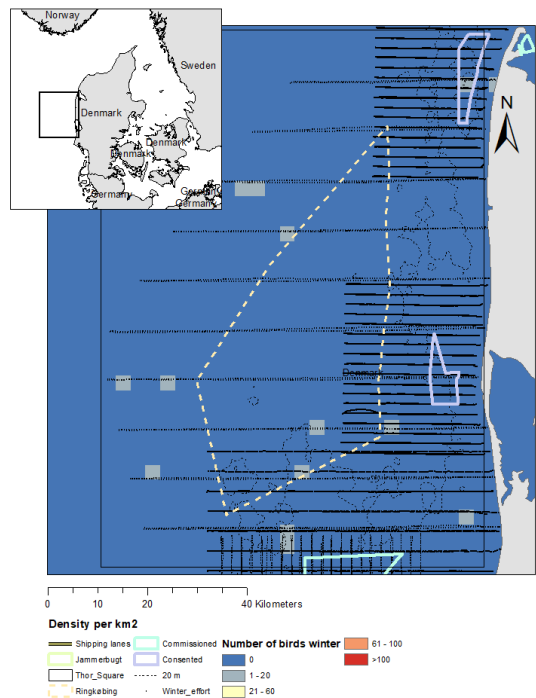 Norway
Sweden
Denmark
Denmark
Denmark
Germany
Germany
Germany
N
Denmark
0 10 20 40 Kilometers
Density per km2
Shipping lanes
Jammerbugt
Thor_Square
Ringkøbing
Commissioned
Consented
20 m
Winter_effort
Number of birds winter
0
1 - 20
21 - 60
61 - 100
>100